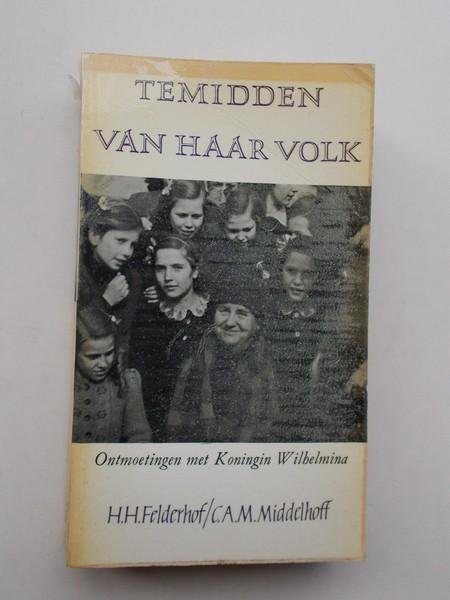 TEMIDDEN
VAN HAAR VOLK
Ontmoetingen met Koningin Wilhelmina
H.H.Felderhof/C.A.M.Middelhoff